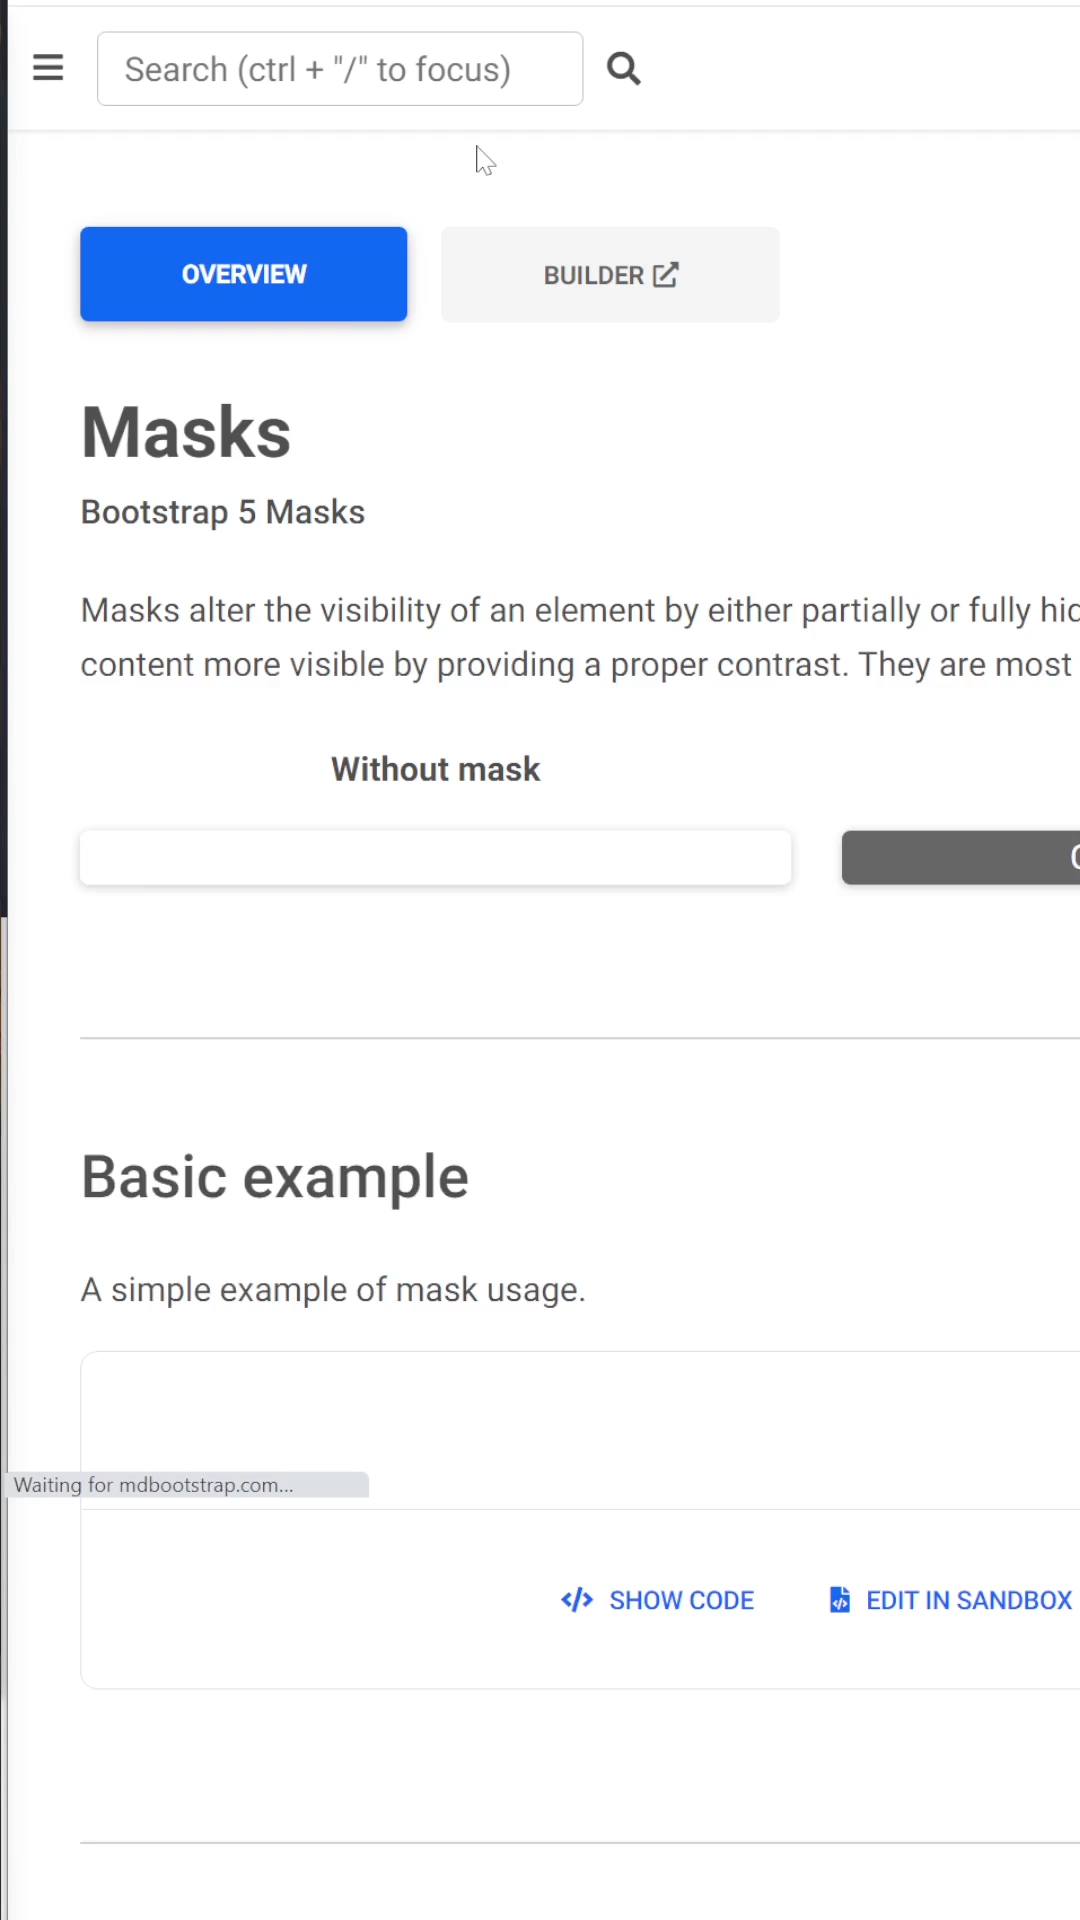 Search (ctrl + "/" to focus)
OVERVIEW
BUILDER
Masks
Bootstrap 5 Masks
Masks alter the visibility of an element by either partially or fully
content more visible by providing a proper contrast. They are most
Without mask
Basic example
A simple example of mask usage.
Waiting for mdbootstrap.com...
SHOW CODE
EDIT IN SANDBOX